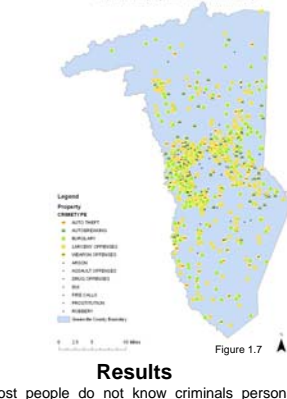 Legend
Property
CRIMETYPE
AUTO THEFT
AUTOBREAKING
BURGLARY
LARCENY OFFENSES
WEAPON OFFENSES
ARSON
ASSAULT OFFENSES
DRUG OFFENSES
DUI
FIRE CALLS
PROSTITUTION
ROBBERY
Greenville County Boundary
0 2.5 5 10 Miles
Figure 1.7
Results
ost people do not know criminals person